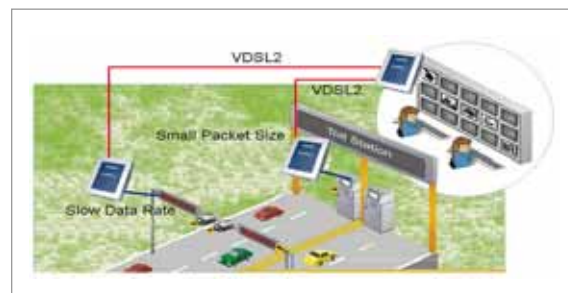 VDSL2
VDSL2
Small Packet Size
Toll Station
Slow Data Rate